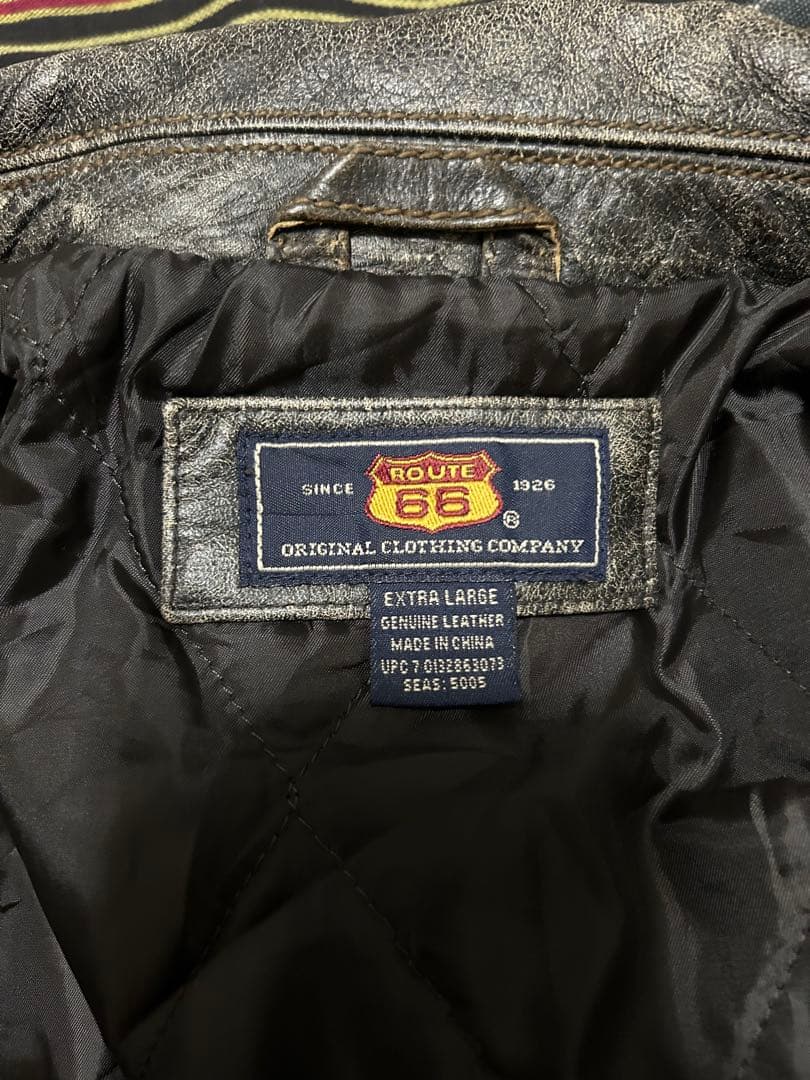 ROUTE
SINCE 66 1926
®
ORIGINAL CLOTHING COMPANY
EXTRA LARGE
GENUINE LEATHER
MADE IN CHINA
UPC 7 0132863073
SEAS: 5005